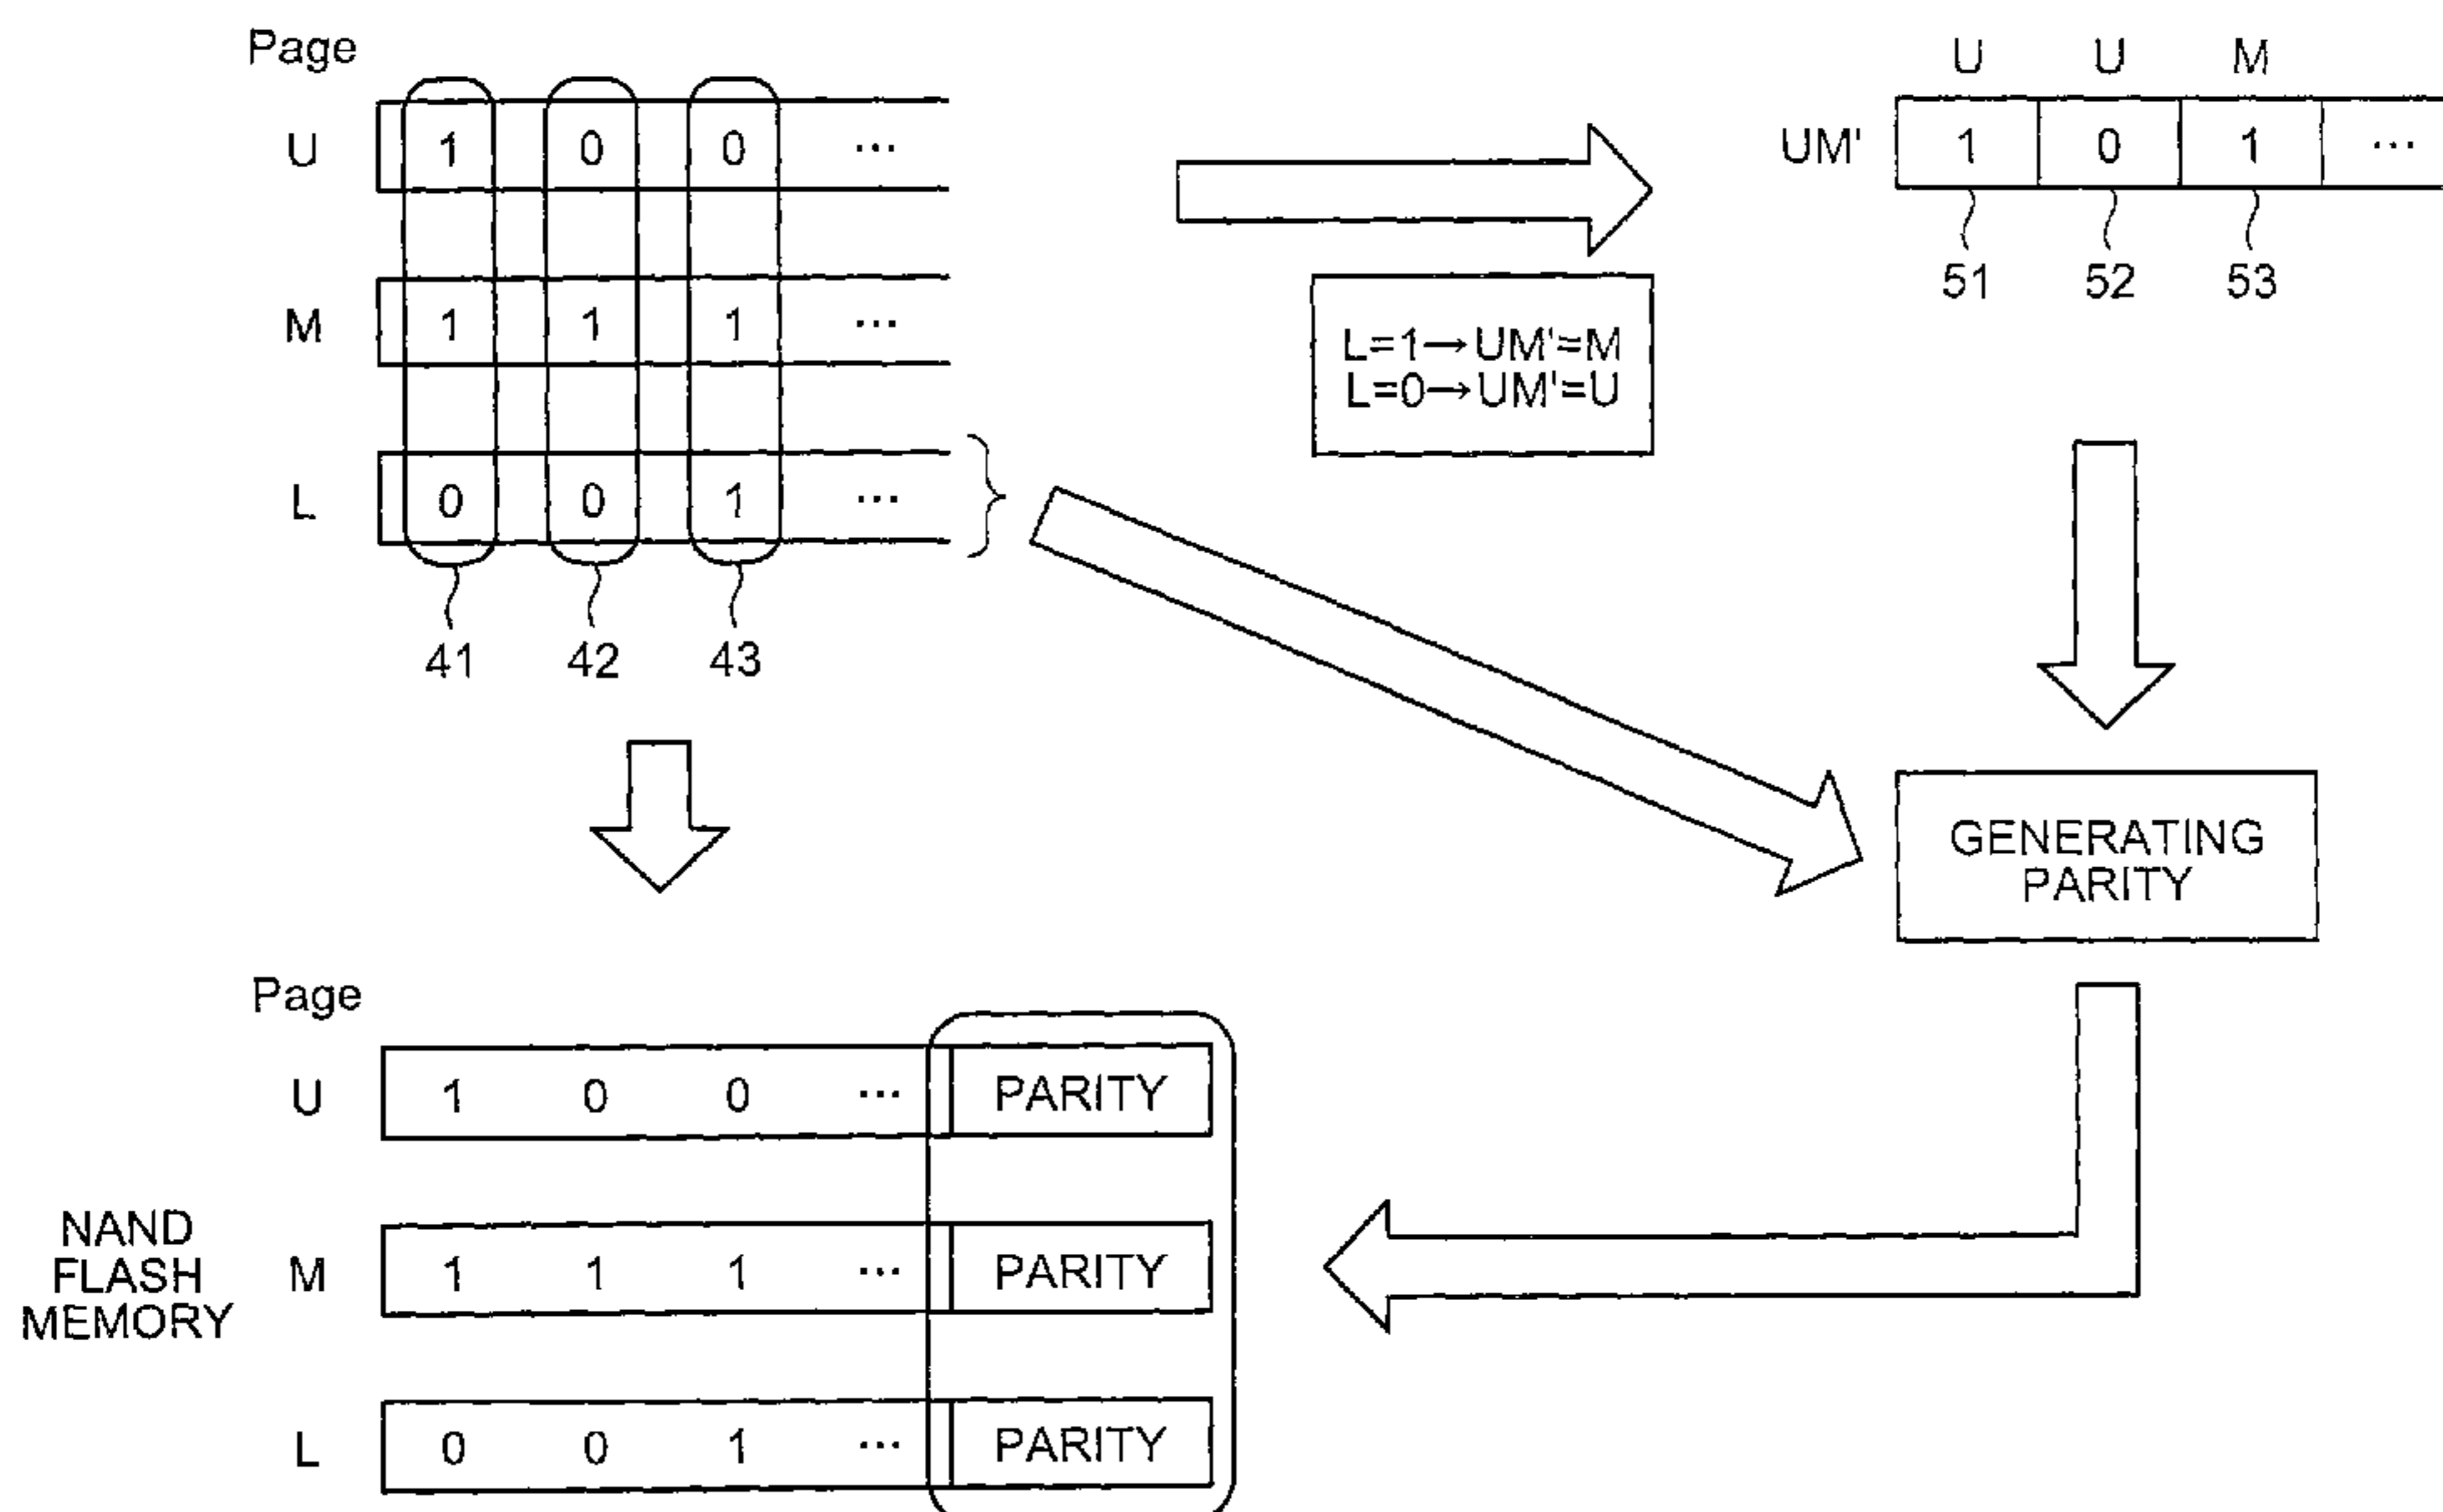 Page
U 1 0 0 ...
M 1 1 1 ...
L 0 0 1 ...
41 42 43
L=1→UM'=M
L=0→UM'=U
U U M
UM' 1 0 1 ...
51 52 53
GENERATING
PARITY
Page
U 1 0 0 ... PARITY
NAND
FLASH
MEMORY
M 1 1 1 ... PARITY
L 0 0 1 ... PARITY